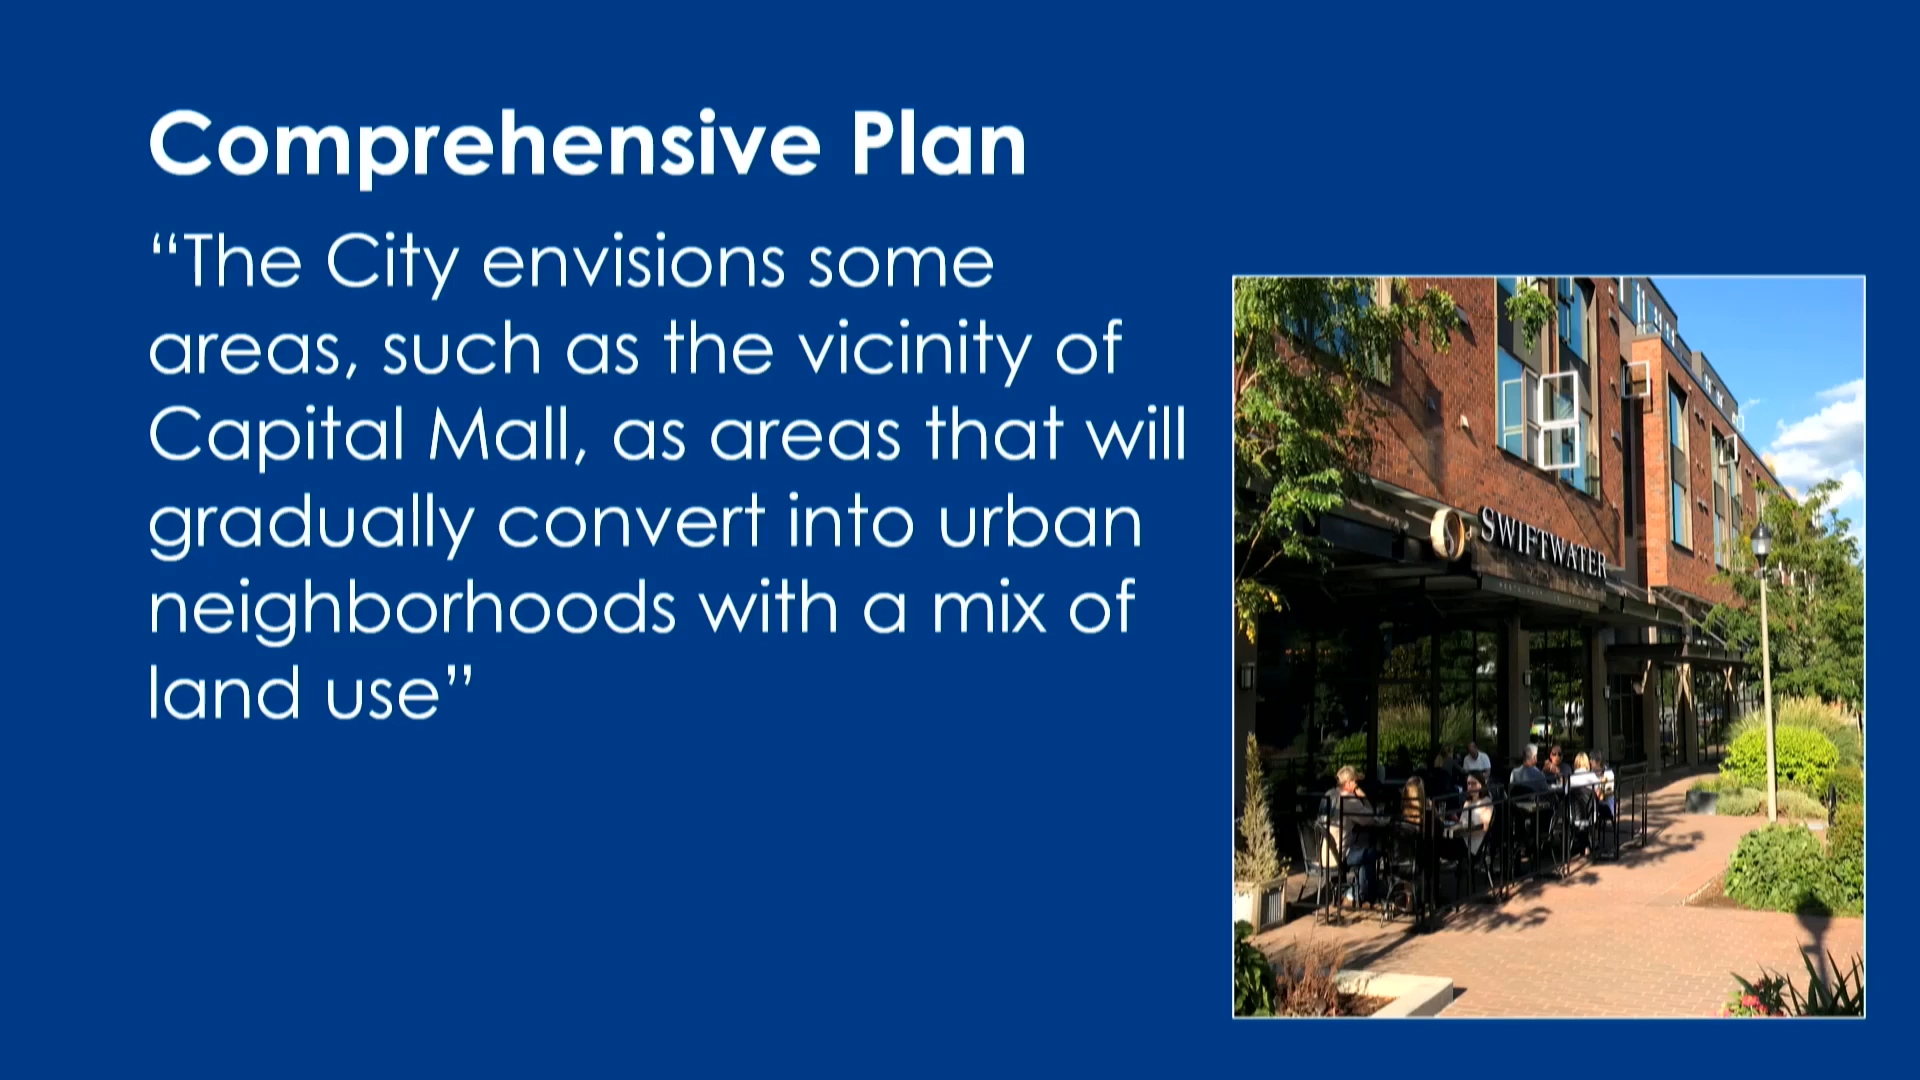 Comprehensive Plan
“The City envisions some
areas, such as the vicinity of
Capital Mall, as areas that will
gradually convert into urban
neighborhoods with a mix of
land use”
SWIFTWATER